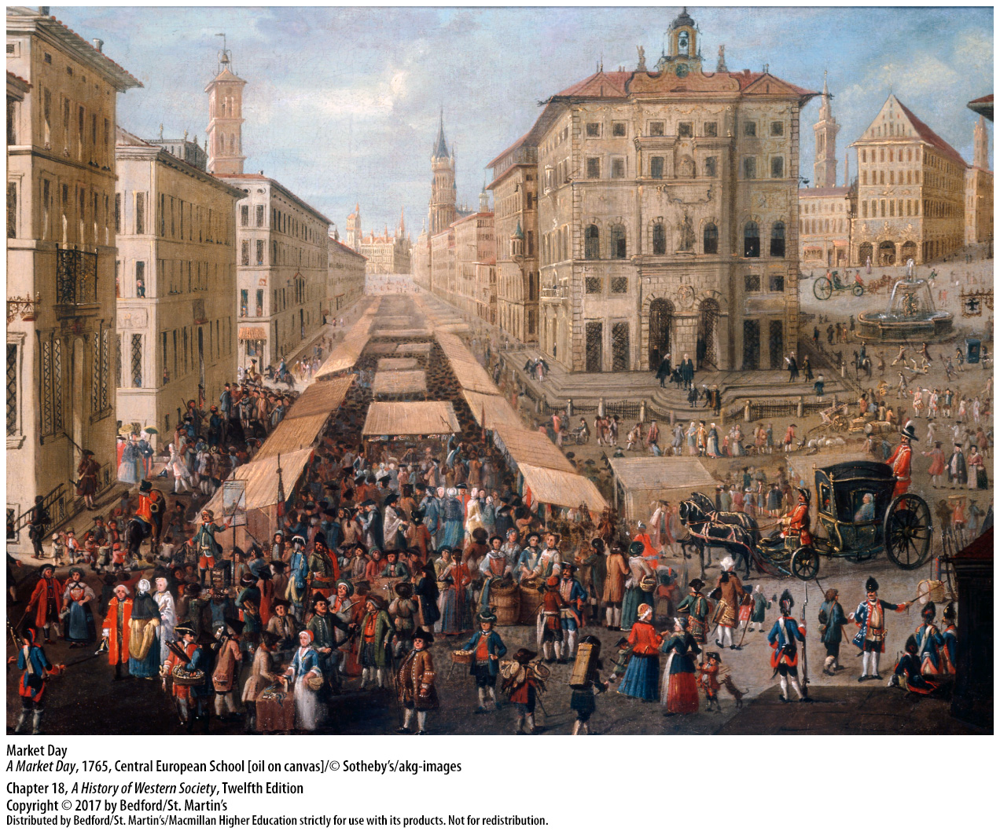 Market Day
A Market Day, 1765, Central European School [oil on canvas]/© Sotheby’s/akg-images
Chapter 18, A History of Western Society, Twelfth Edition
Copyright © 2017 by Bedford/St. Martin’s
Distributed by Bedford/St. Martin’s/Macmillan Higher Education strictly for use with its products. Not for redistribution.